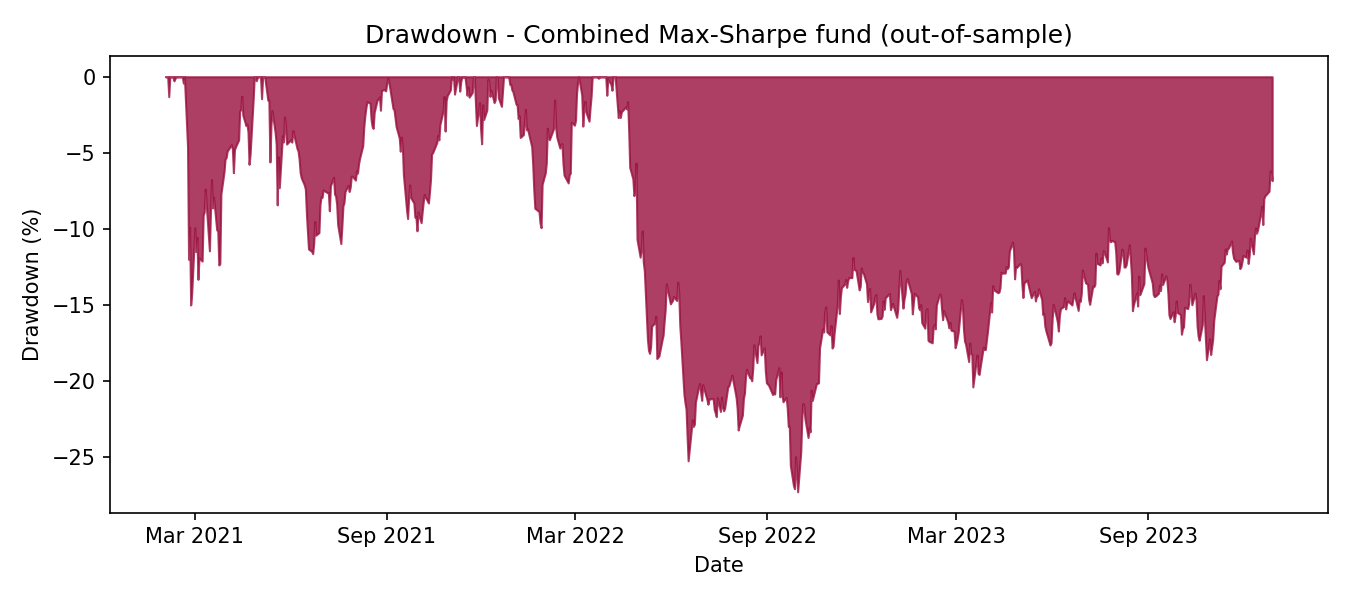 Drawdown - Combined Max-Sharpe fund (out-of-sample)
Drawdown (%)
0
−5
−10
−15
−20
−25
Mar 2021
Sep 2021
Mar 2022
Sep 2022
Mar 2023
Sep 2023
Date